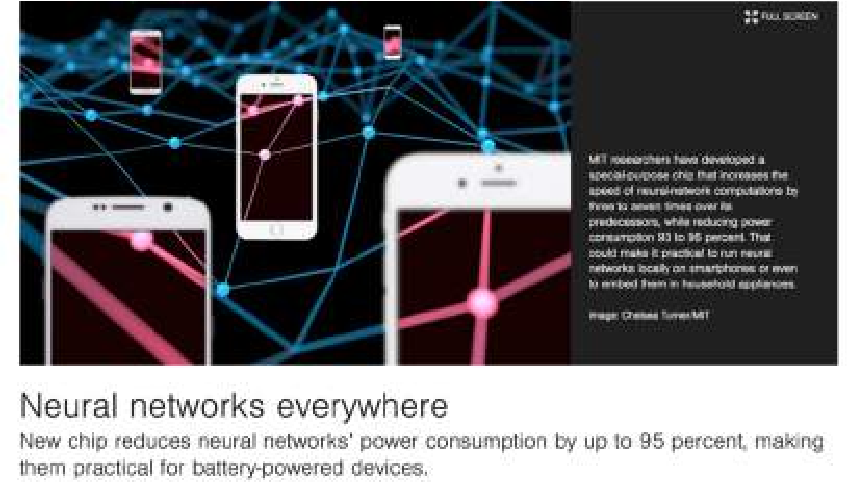 FULL SCREEN
MIT researchers have developed a
special-purpose chip that increases the
speed of neural-network computations by
three to seven times over its
predecessors, while reducing power
consumption 93 to 96 percent. That
could make it practical to run neural
networks locally on smartphones or even
to embed them in household appliances.
Image: Chelsea Turner/MIT
Neural networks everywhere
New chip reduces neural networks' power consumption by up to 95 percent, making
them practical for battery-powered devices.